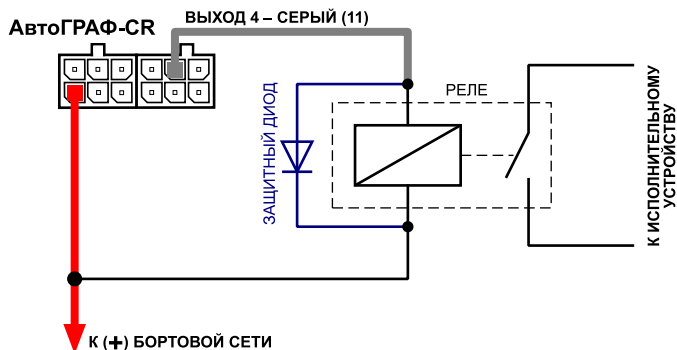 ВЫХОД 4 – СЕРЫЙ (11)
АвтоГРАФ-CR
РЕЛЕ
ЗАЩИТНЫЙ ДИОД
К ИСПОЛНИТЕЛЬНОМУ
УСТРОЙСТВУ
К (+) БОРТОВОЙ СЕТИ